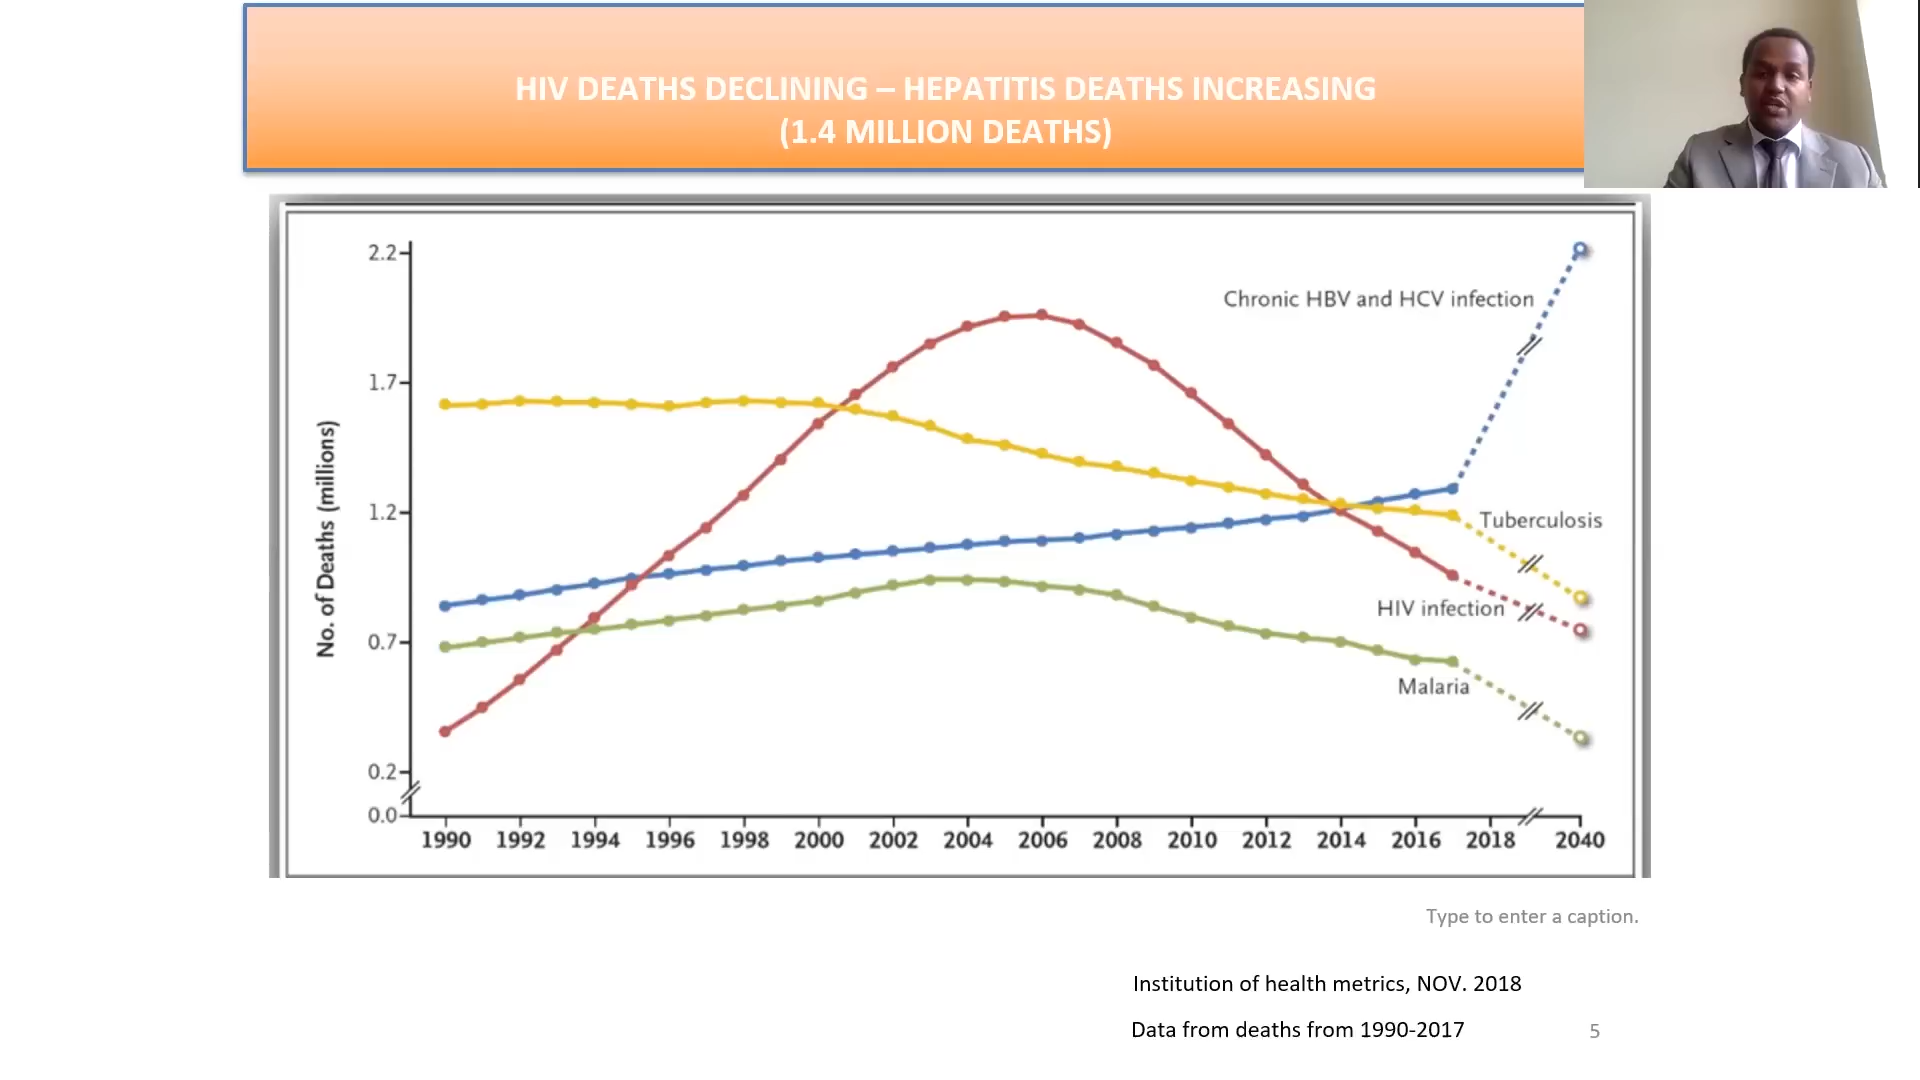 HIV DEATHS DECLINING – HEPATITIS DEATHS INCREASING
(1.4 MILLION DEATHS)
2.2
Chronic HBV and HCV infection
1.7
No. of Deaths (millions)
1.2
Tuberculosis
HIV infection
0.7
Malaria
0.2
0.0
1990 1992 1994 1996 1998 2000 2002 2004 2006 2008 2010 2012 2014 2016 2018 2040
Type to enter a caption.
Institution of health metrics, NOV. 2018
Data from deaths from 1990-2017
5